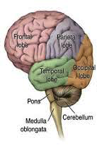 Frontal
Lobe
Parietal
lobe
Occipital
Lobe
Temporal
lobe
Pons
Medulla
oblongata
Cerebellum